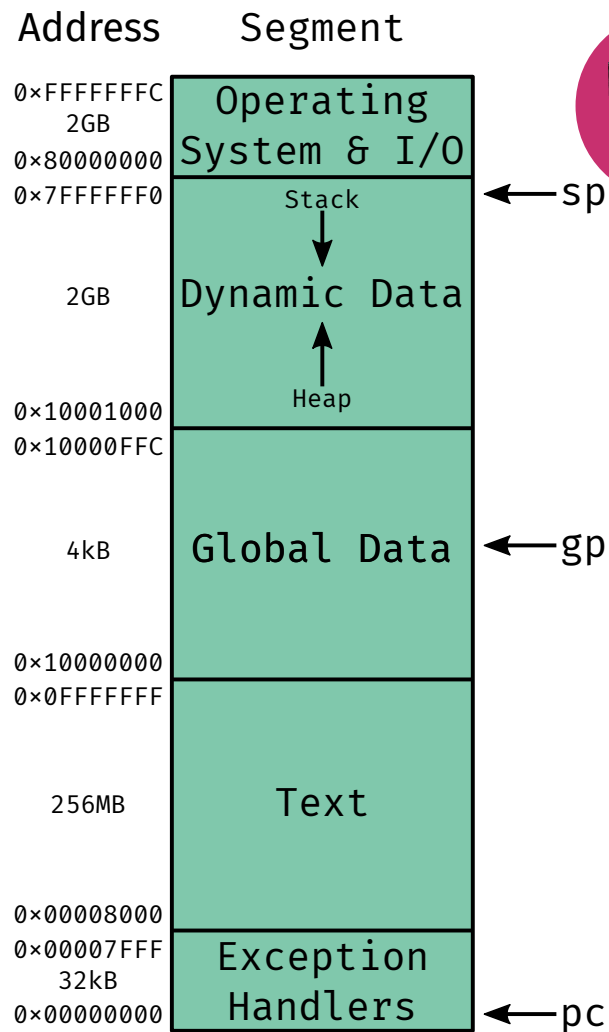 Address Segment
0×FFFFFFFC
2GB
0×80000000
Operating
System & I/O
0×7FFFFFF0
Stack
sp
2GB
Dynamic Data
Heap
0×10001000
0×10000FFC
4kB
Global Data
gp
0×10000000
0×0FFFFFFF
256MB
Text
0×00008000
0×00007FFF
32kB
0×00000000
Exception
Handlers
pc